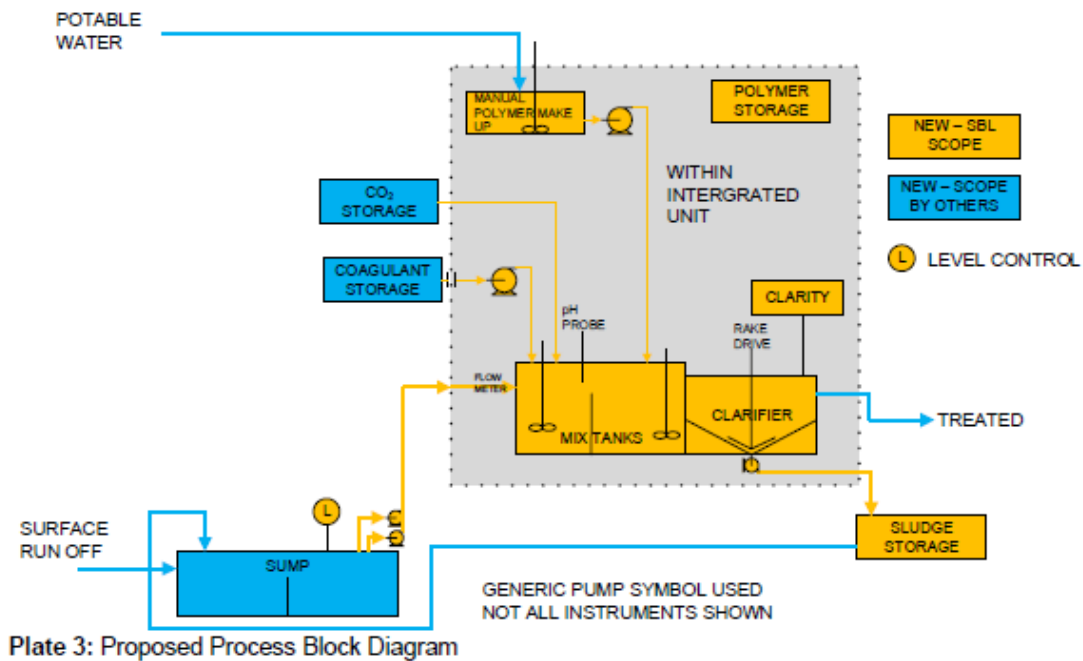 POTABLE
WATER
MANUAL
POLYMER MAKE
UP
POLYMER
STORAGE
NEW – SBL
SCOPE
WITHIN
INTERGRATED
UNIT
CO₂
STORAGE
NEW – SCOPE
BY OTHERS
L LEVEL CONTROL
COAGULANT
STORAGE
CLARITY
pH
PROBE
RAKE
DRIVE
FLOW
METER
CLARIFIER
MIX TANKS
TREATED
L
SURFACE
RUN OFF
SUMP
SLUDGE
STORAGE
GENERIC PUMP SYMBOL USED
NOT ALL INSTRUMENTS SHOWN
Plate 3: Proposed Process Block Diagram